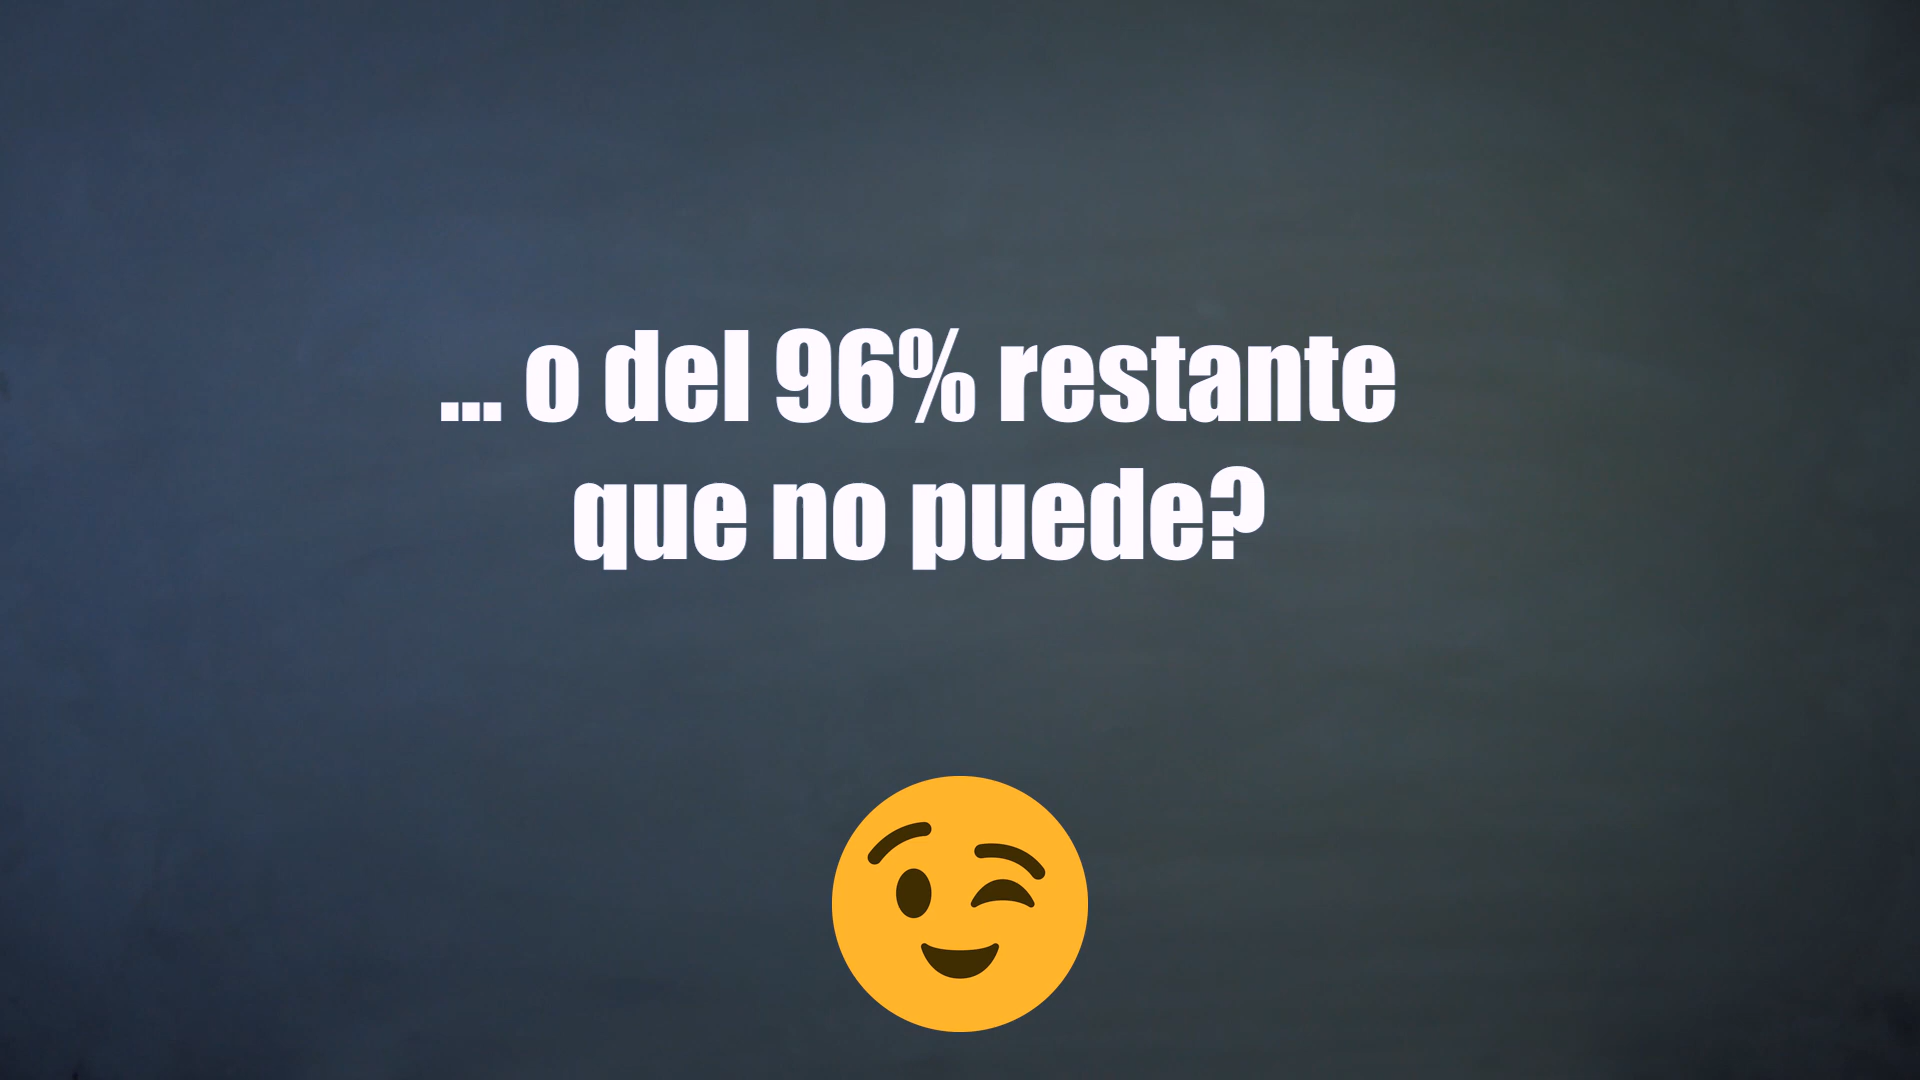 ... o del 96% restante
que no puede?